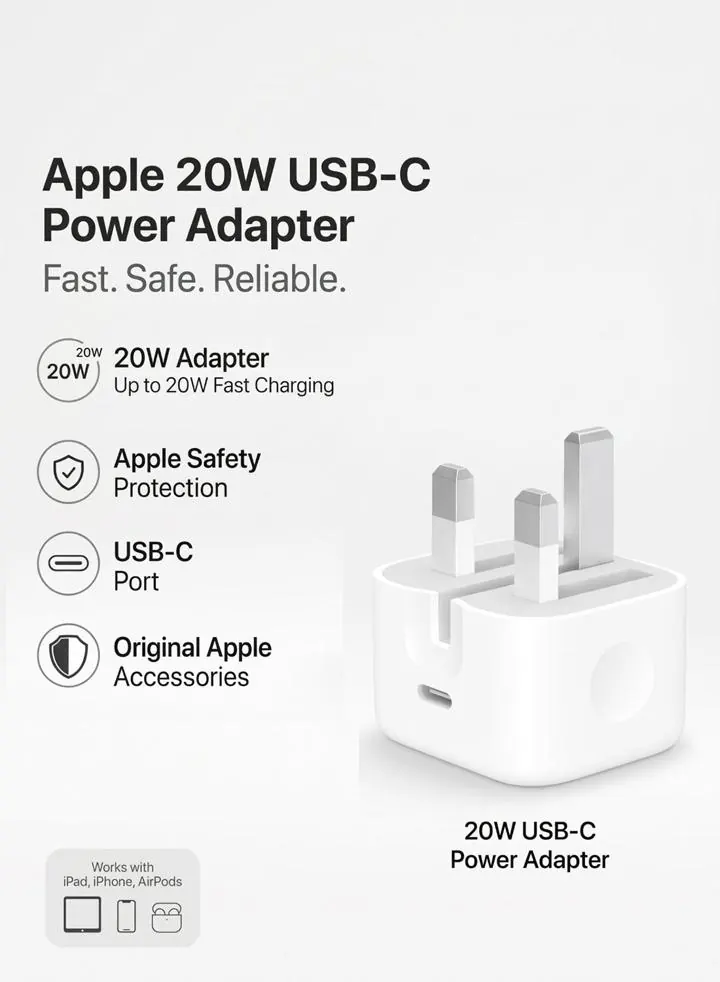 Apple 20W USB-C
Power Adapter
Fast. Safe. Reliable.
20W
20W
20W Adapter
Up to 20W Fast Charging
Apple Safety
Protection
USB-C
Port
Original Apple
Accessories
20W USB-C
Power Adapter
Works with
iPad, iPhone, AirPods